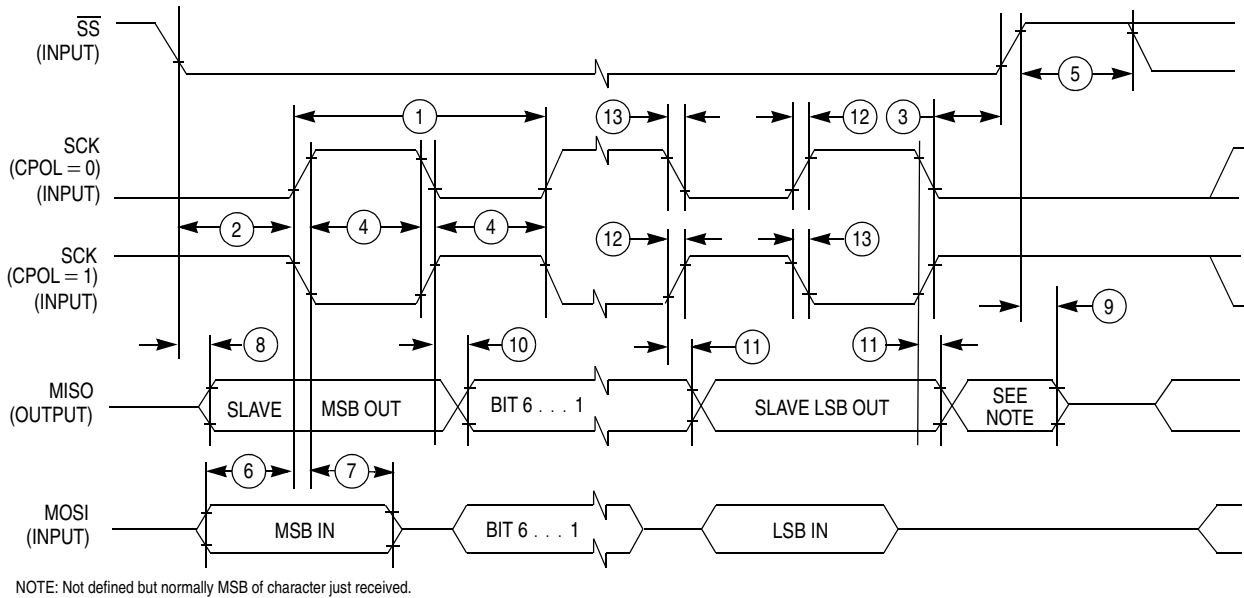 SS
(INPUT)
5
1
13
12
3
SCK
(CPOL = 0)
(INPUT)
2
4
4
12
13
SCK
(CPOL = 1)
(INPUT)
9
8
10
11
11
MISO
(OUTPUT)
SLAVE
MSB OUT
BIT 6 . . . 1
SLAVE LSB OUT
SEE
NOTE
6
7
MOSI
(INPUT)
MSB IN
BIT 6 . . . 1
LSB IN
NOTE: Not defined but normally MSB of character just received.